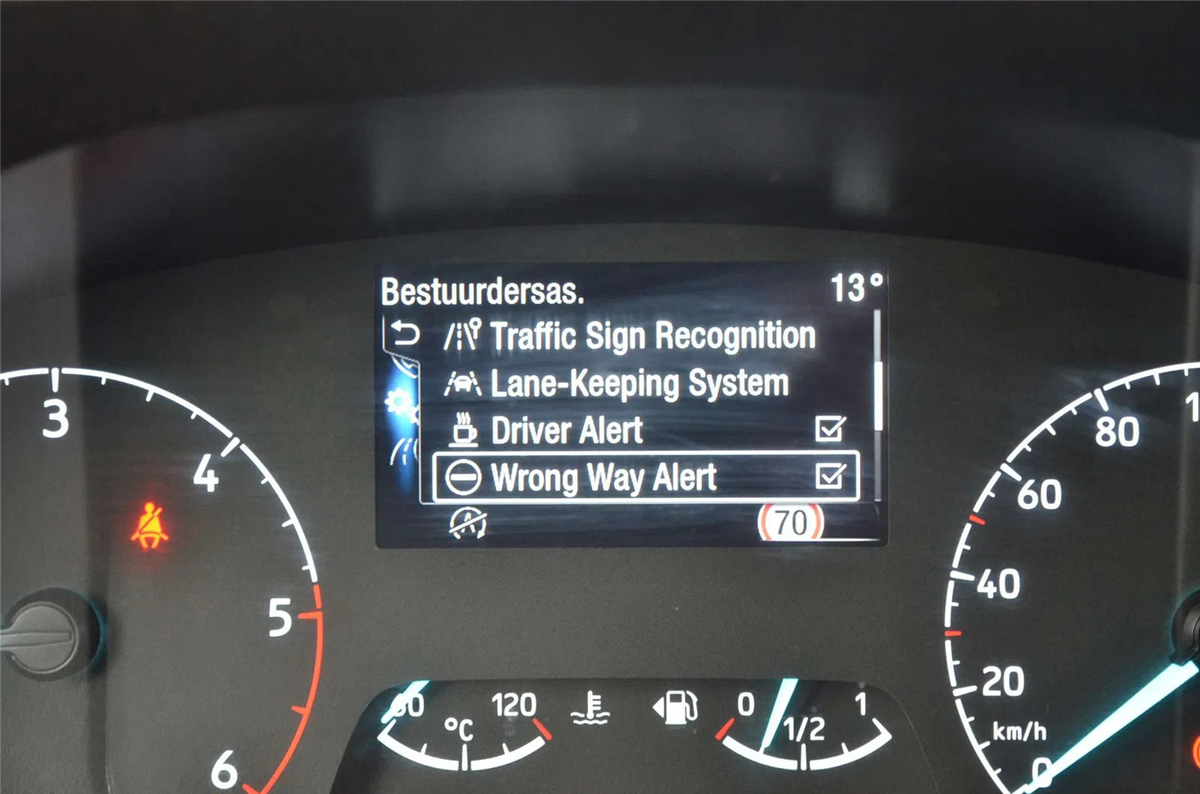 Bestuurdersas. 13°
Traffic Sign Recognition
Lane-Keeping System
Driver Alert
Wrong Way Alert
A 70
3
4
5
6
80
60
40
20
km/h
0
120
°C
0
1/2
1